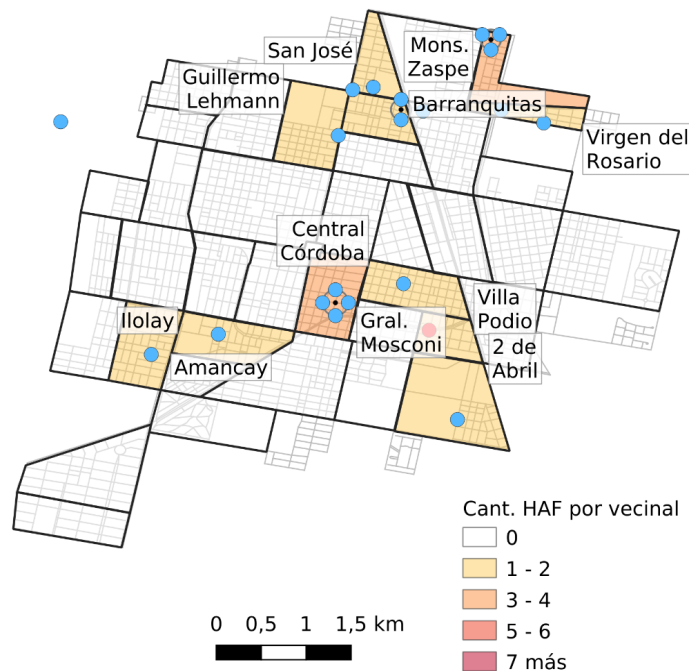 San José
Mons.
Zaspe
Guillermo
Lehmann
Barranquitas
Virgen del
Rosario
Central
Córdoba
Ilolay
Amancay
Gral.
Mosconi
Villa
Podio
2 de
Abril
Cant. HAF por vecinal
0
1 - 2
3 - 4
5 - 6
7 más
0 0,5 1 1,5 km